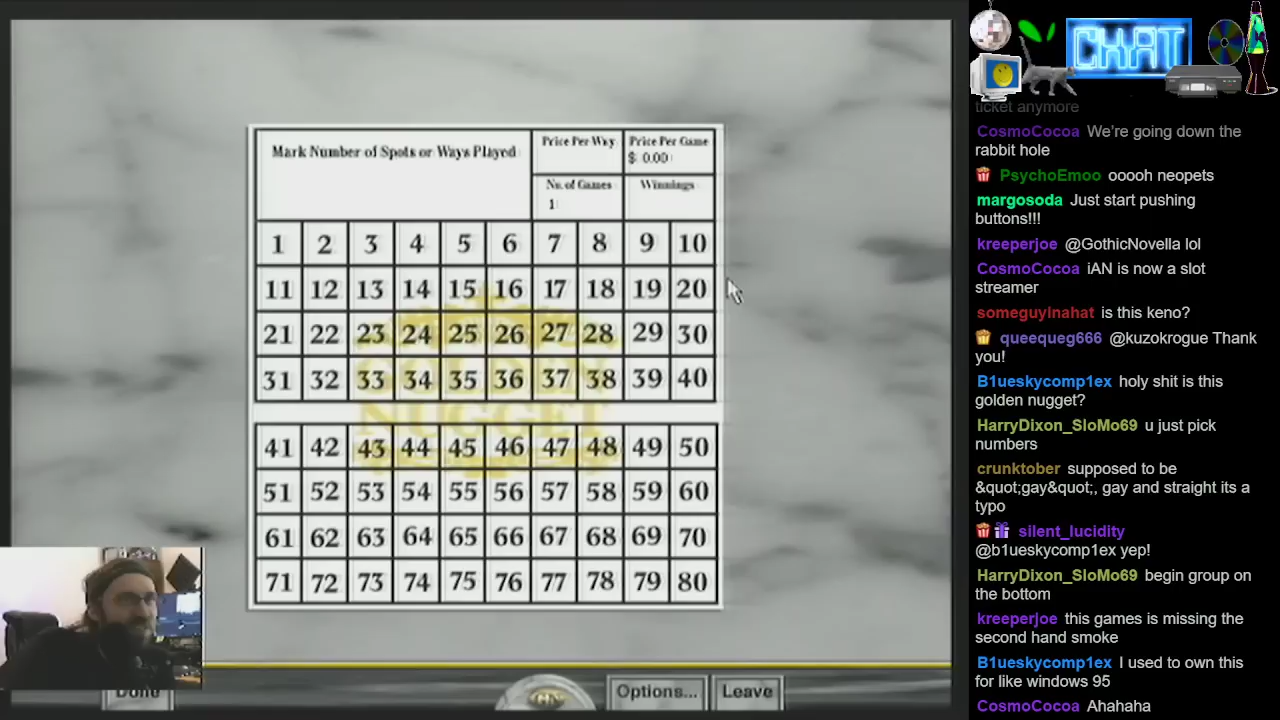 CHAT
ticket anymore
CosmoCocoa We're going down the
rabbit hole
PsychoEmoo ooooh neopets
margosoda Just start pushing
buttons!!!
kreeperjoe @GothicNovella lol
CosmoCocoa iAN is now a slot
streamer
someguyinahat is this keno?
queequeg666 @kuzokrogue Thank
you!
B1ueskycomp1ex holy shit is this
golden nugget?
HarryDixon_SloMo69 u just pick
numbers
crunktober supposed to be
&quot;gay&quot;, gay and straight its a
typo
silent_lucidity
@b1ueskycomp1ex yep!
HarryDixon_SloMo69 begin group on
the bottom
kreeperjoe this games is missing the
second hand smoke
B1ueskycomp1ex I used to own this
for like windows 95
CosmoCocoa Ahahaha
Mark Number of Spots or Ways Played
Price Per Way
Price Per Game
$ 0.00
No. of Games
1
Winnings
1 2 3 4 5 6 7 8 9 10
11 12 13 14 15 16 17 18 19 20
21 22 23 24 25 26 27 28 29 30
31 32 33 34 35 36 37 38 39 40
GOLDEN
NUGGET
41 42 43 44 45 46 47 48 49 50
51 52 53 54 55 56 57 58 59 60
61 62 63 64 65 66 67 68 69 70
71 72 73 74 75 76 77 78 79 80
Done
GN
Options...
Leave